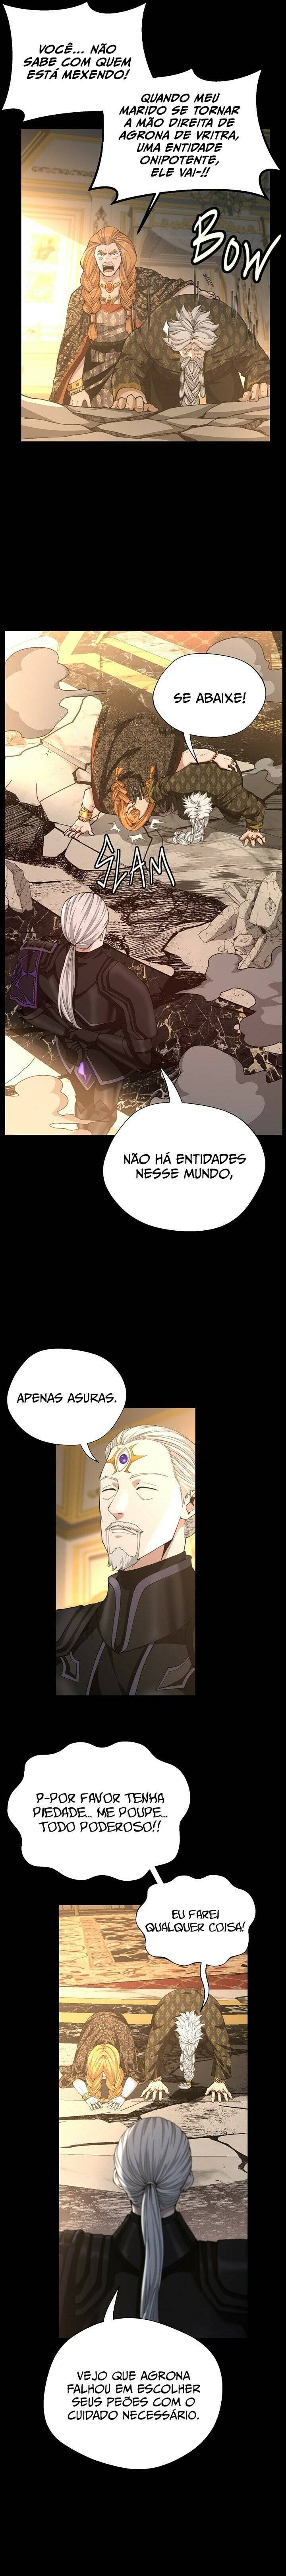 VOCÊ... NÃO
SABE COM QUEM
ESTÁ MEXENDO!
QUANDO MEU
MARIDO SE TORNAR
A MÃO DIREITA DE
AGRONA DE VRITRA,
UMA ENTIDADE
ONIPOTENTE,
ELE VAI-!!
BOW
SE ABAIXE!
SLAM
NÃO HÁ ENTIDADES
NESSE MUNDO,
APENAS ASURAS.
P-POR FAVOR TENHA
PIEDADE... ME POUPE...
TODO PODEROSO!!
EU FAREI
QUALQUER COISA!
VEJO QUE AGRONA
FALHOU EM ESCOLHER
SEUS PEÕES COM O
CUIDADO NECESSÁRIO.